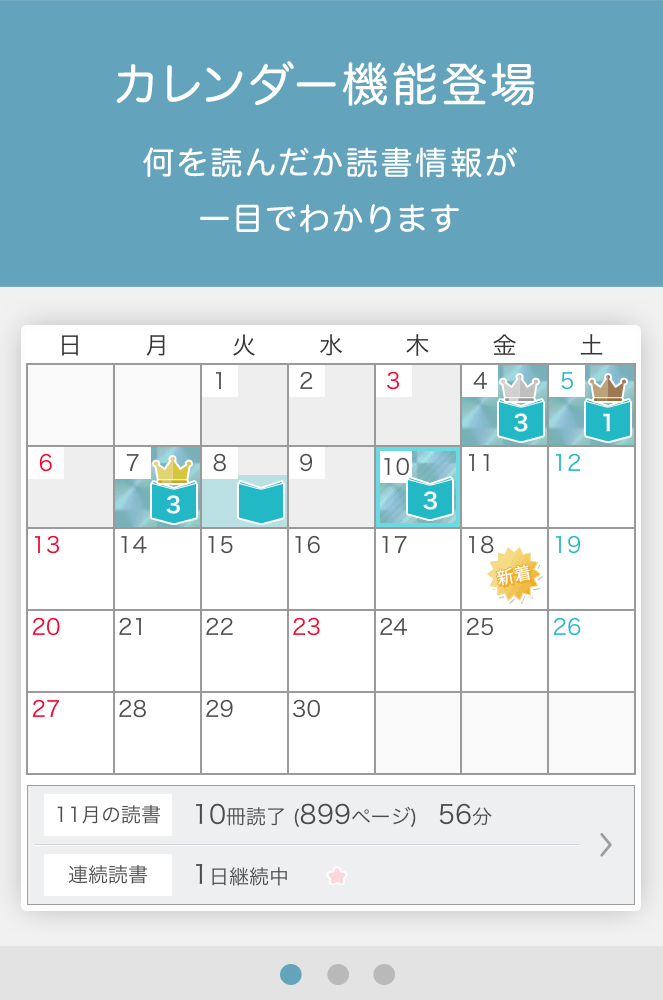 カレンダー機能登場
何を読んだか読書情報が
一目でわかります
日 月 火 水 木 金 土
1 2 3 4 3 5 1
6 7 3 8 9 10 3 11 12
13 14 15 16 17 18 新着 19
20 21 22 23 24 25 26
27 28 29 30
11月の読書 10冊読了 (899ページ) 56分
連続読書 1日継続中